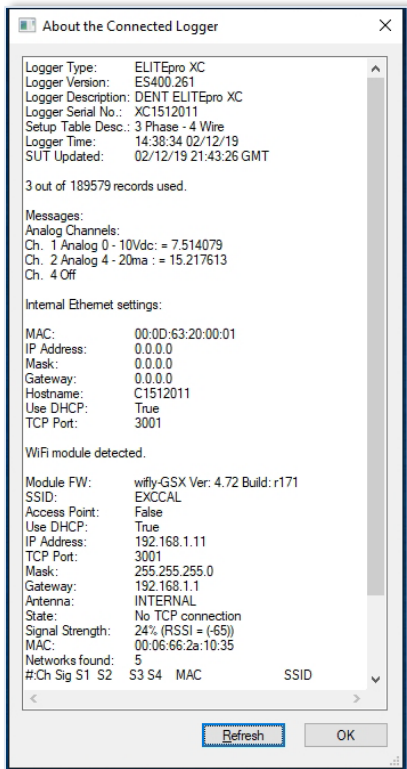 About the Connected Logger
Logger Type: ELITEpro XC
Logger Version: ES400.261
Logger Description: DENT ELITEpro XC
Logger Serial No.: XC1512011
Setup Table Desc.: 3 Phase - 4 Wire
Logger Time: 14:38:34 02/12/19
SUT Updated: 02/12/19 21:43:26 GMT
3 out of 189579 records used.
Messages:
Analog Channels:
Ch. 1 Analog 0 - 10Vdc: = 7.514079
Ch. 2 Analog 4 - 20ma : = 15.217613
Ch. 4 Off
Internal Ethernet settings:
MAC: 00:0D:63:20:00:01
IP Address: 0.0.0.0
Mask: 0.0.0.0
Gateway: 0.0.0.0
Hostname: C1512011
Use DHCP: True
TCP Port: 3001
WiFi module detected.
Module FW: wifly-GSX Ver: 4.72 Build: r171
SSID: EXCCAL
Access Point: False
Use DHCP: True
IP Address: 192.168.1.11
TCP Port: 3001
Mask: 255.255.255.0
Gateway: 192.168.1.1
Antenna: INTERNAL
State: No TCP connection
Signal Strength: 24% (RSSI = (-65))
MAC: 00:06:66:2a:10:35
Networks found: 5
#:Ch Sig S1 S2 S3 S4 MAC SSID
Refresh OK